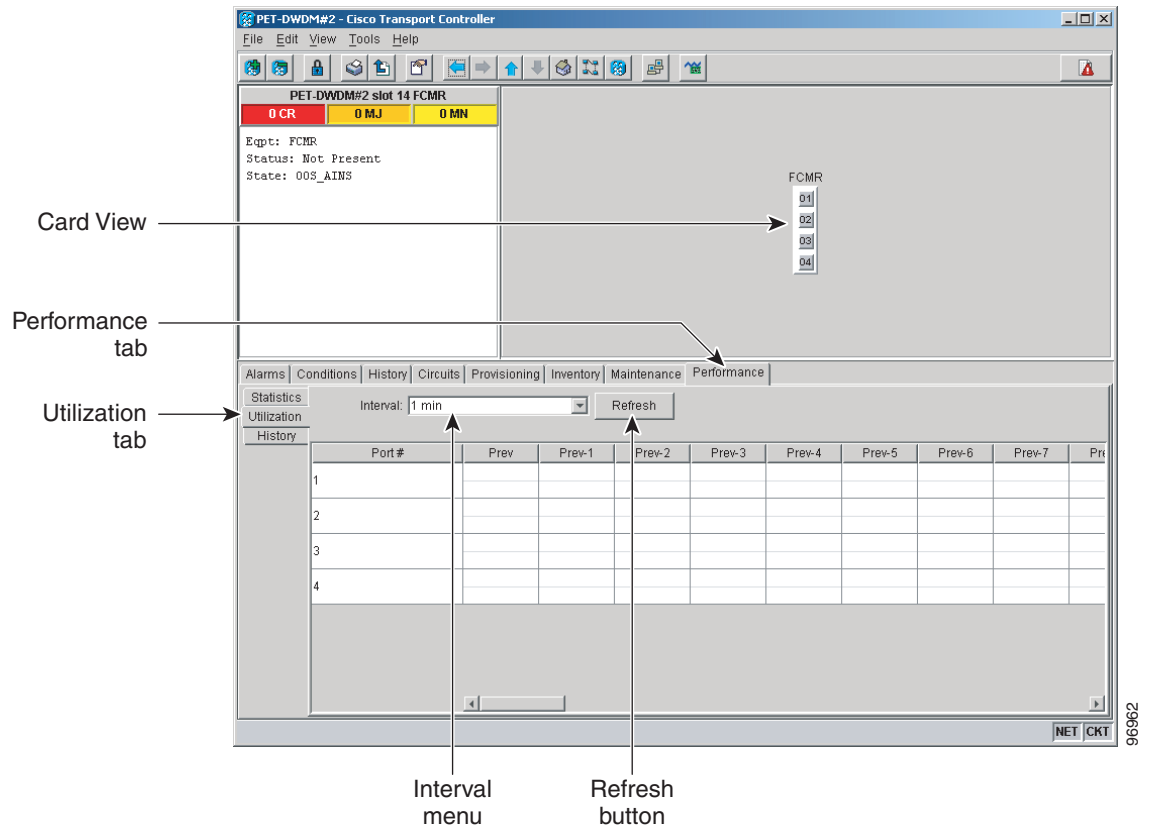 PET-DWDM#2 - Cisco Transport Controller
File Edit View Tools Help
PET-DWDM#2 slot 14 FCMR
0 CR 0 MJ 0 MN
Eqpt: FCMR
Status: Not Present
State: OOS_AINS
FCMR
01
02
03
04
Card View
Performance
tab
Alarms Conditions History Circuits Provisioning Inventory Maintenance Performance
Utilization
tab
Statistics
Utilization
History
Interval: 1 min Refresh
Port # Prev Prev-1 Prev-2 Prev-3 Prev-4 Prev-5 Prev-6 Prev-7 Pre
1
2
3
4
NET CKT
96962
Interval
menu
Refresh
button